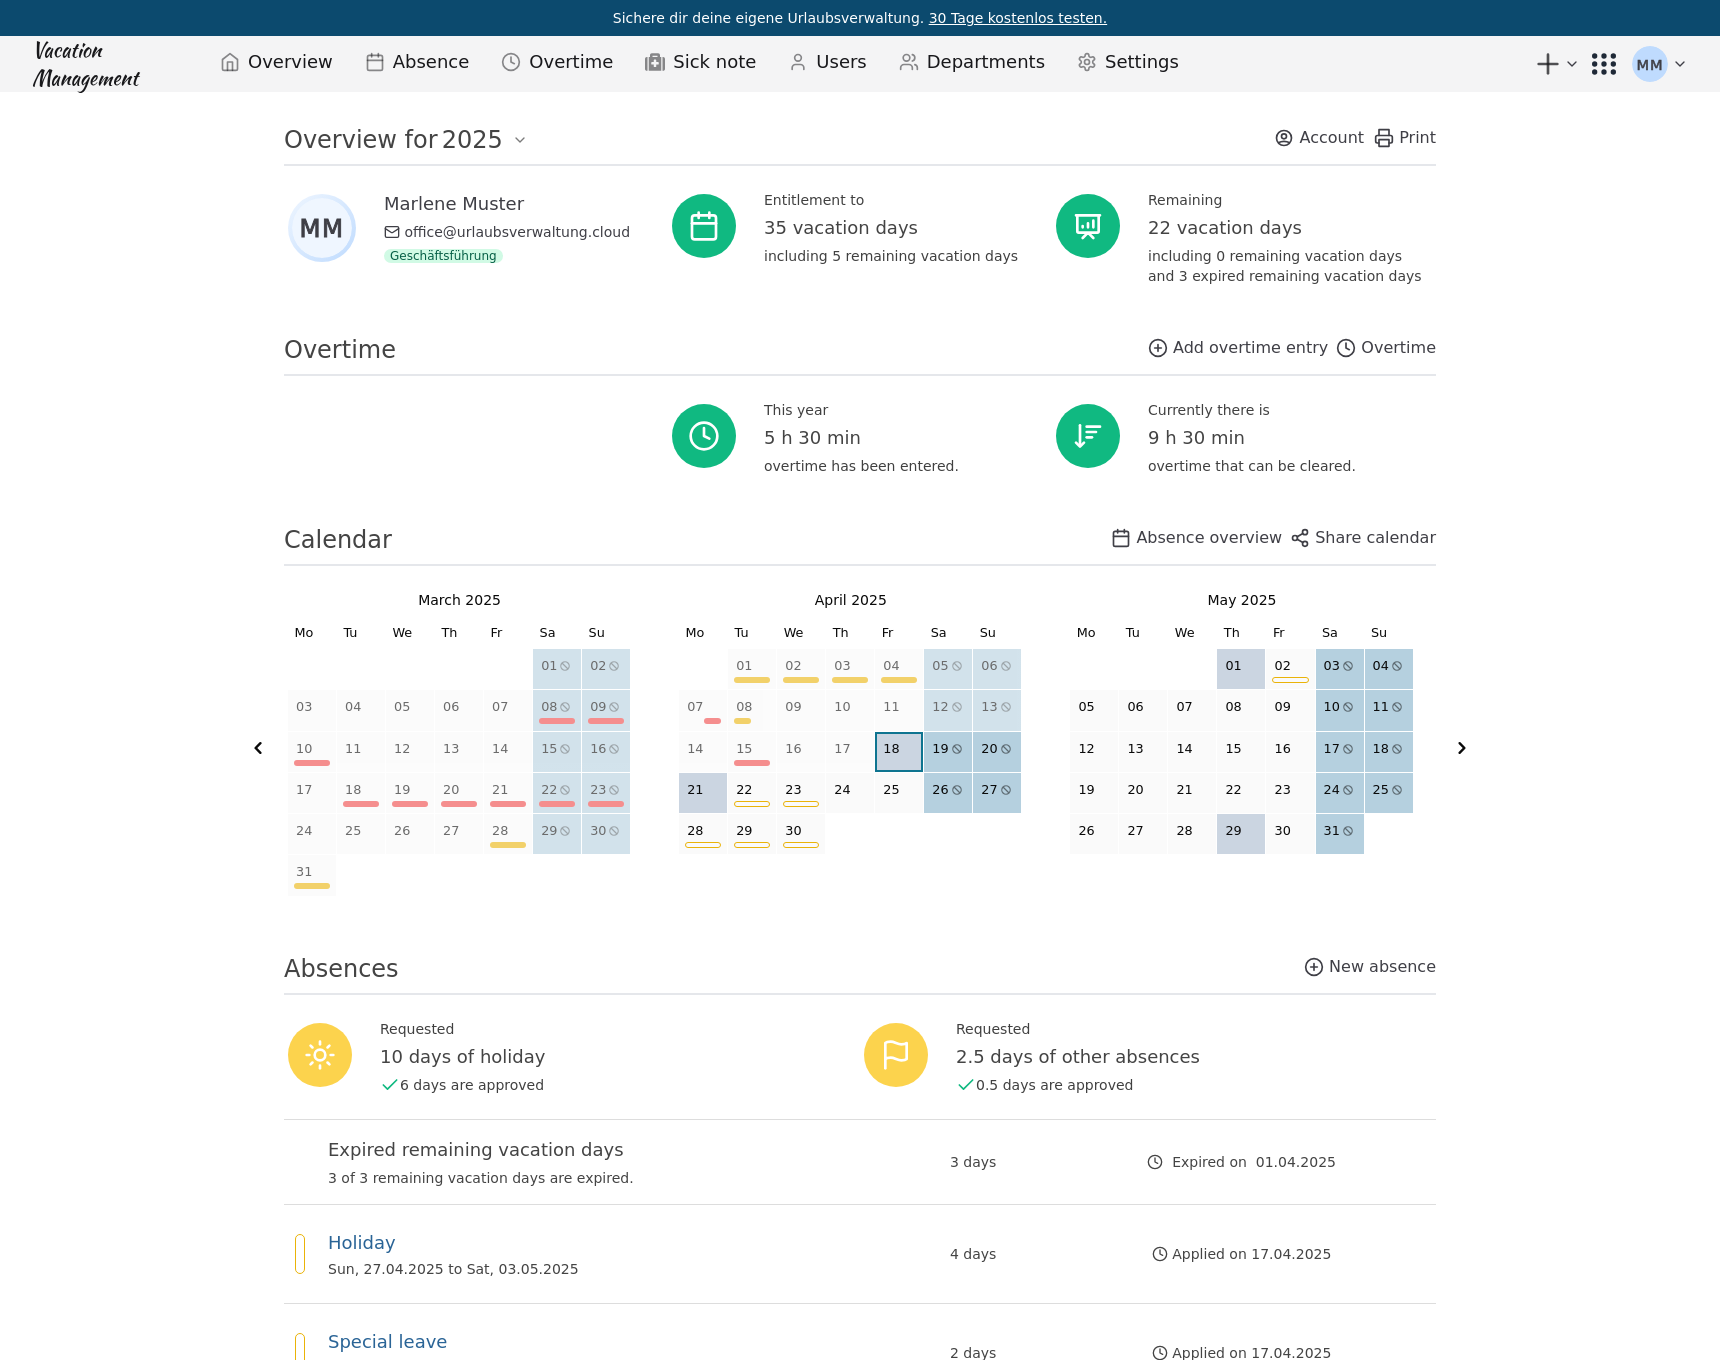 Sichere dir deine eigene Urlaubsverwaltung. 30 Tage kostenlos testen.
Vacation
Management
Overview Absence Overtime Sick note Users Departments Settings
MM
Overview for 2025
Account Print
MM
Marlene Muster
office@urlaubsverwaltung.cloud
Geschäftsführung
Entitlement to
35 vacation days
including 5 remaining vacation days
Remaining
22 vacation days
including 0 remaining vacation days
and 3 expired remaining vacation days
Overtime
Add overtime entry Overtime
This year
5 h 30 min
overtime has been entered.
Currently there is
9 h 30 min
overtime that can be cleared.
Calendar
Absence overview Share calendar
March 2025
Mo Tu We Th Fr Sa Su
01 02
03 04 05 06 07 08 09
10 11 12 13 14 15 16
17 18 19 20 21 22 23
24 25 26 27 28 29 30
31
April 2025
Mo Tu We Th Fr Sa Su
01 02 03 04 05 06
07 08 09 10 11 12 13
14 15 16 17 18 19 20
21 22 23 24 25 26 27
28 29 30
May 2025
Mo Tu We Th Fr Sa Su
01 02 03 04
05 06 07 08 09 10 11
12 13 14 15 16 17 18
19 20 21 22 23 24 25
26 27 28 29 30 31
Absences
New absence
Requested
10 days of holiday
6 days are approved
Requested
2.5 days of other absences
0.5 days are approved
Expired remaining vacation days
3 of 3 remaining vacation days are expired.
3 days
Expired on 01.04.2025
Holiday
Sun, 27.04.2025 to Sat, 03.05.2025
4 days
Applied on 17.04.2025
Special leave
2 days
Applied on 17.04.2025